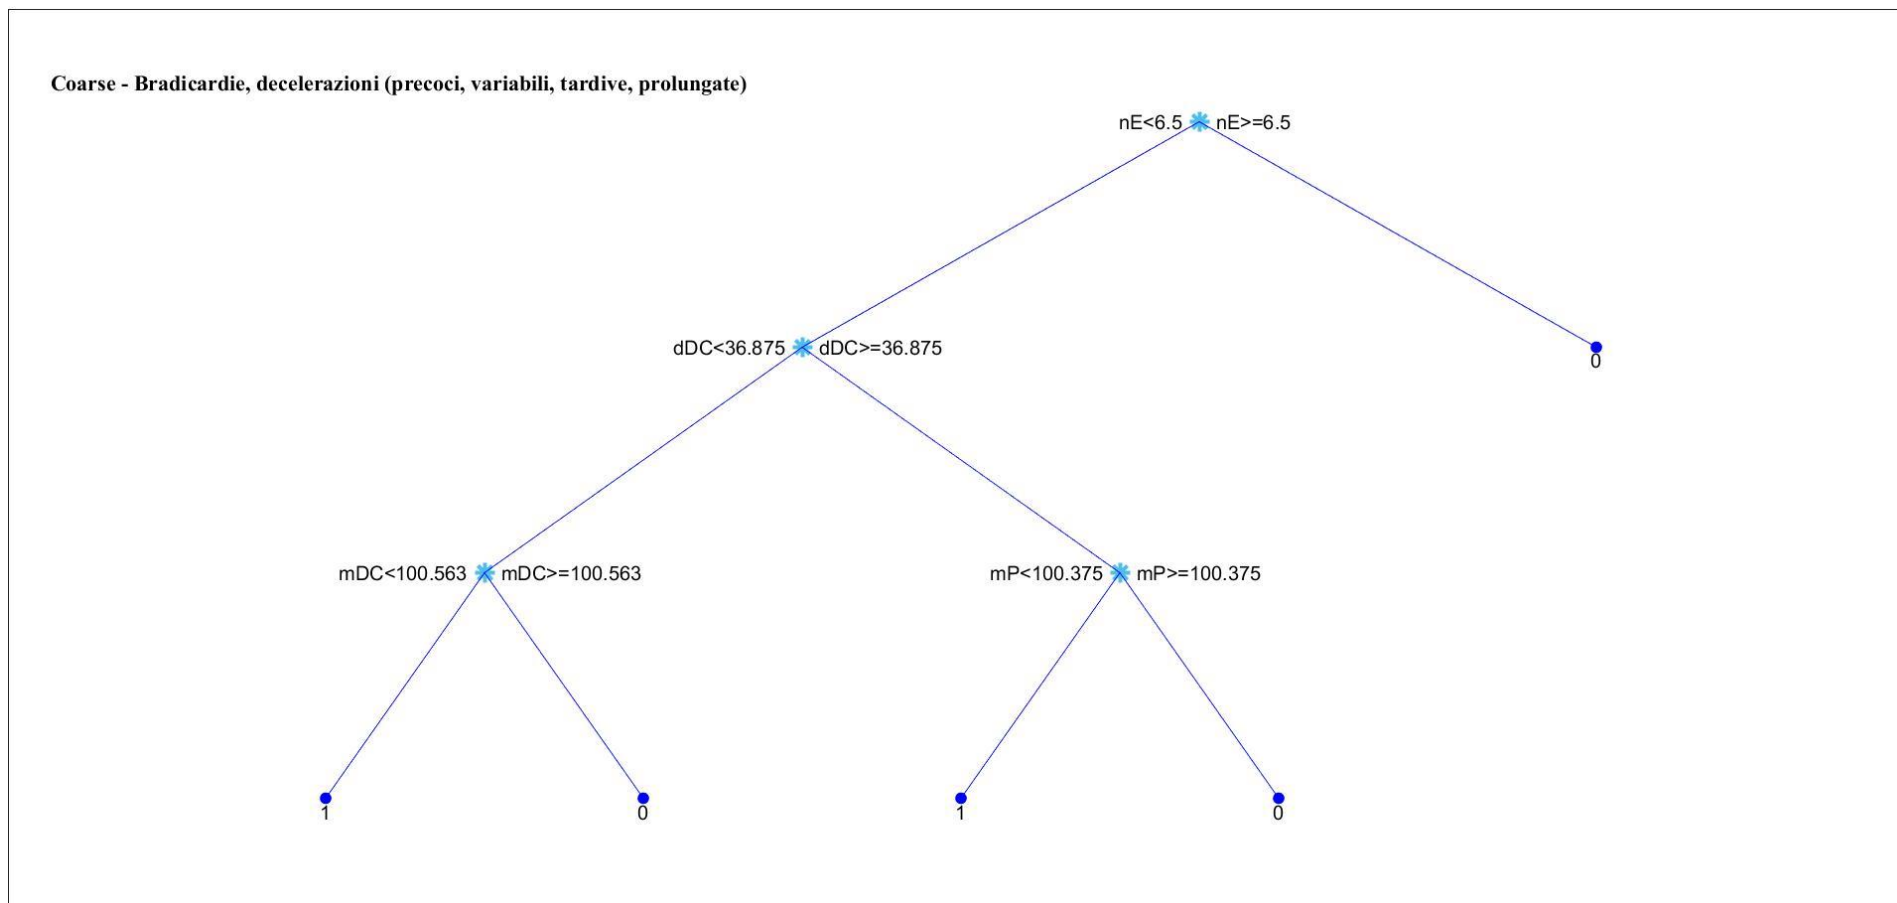 Coarse - Bradicardie, decelerazioni (precoci, variabili, tardive, prolungate)
nE<6.5 nE>=6.5
dDC<36.875 dDC>=36.875
0
mDC<100.563 mDC>=100.563 mP<100.375 mP>=100.375
1 0 1 0